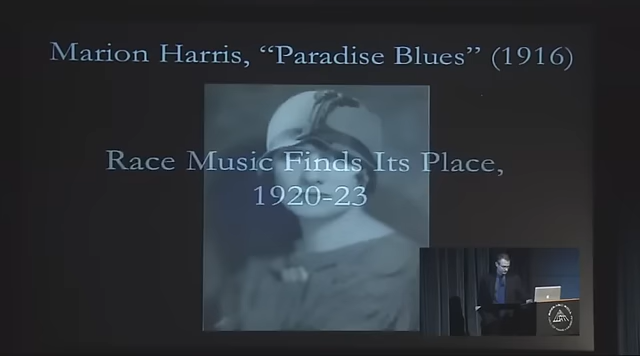 Marion Harris, “Paradise Blues” (1916)
Race Music Finds Its Place,
1920-23